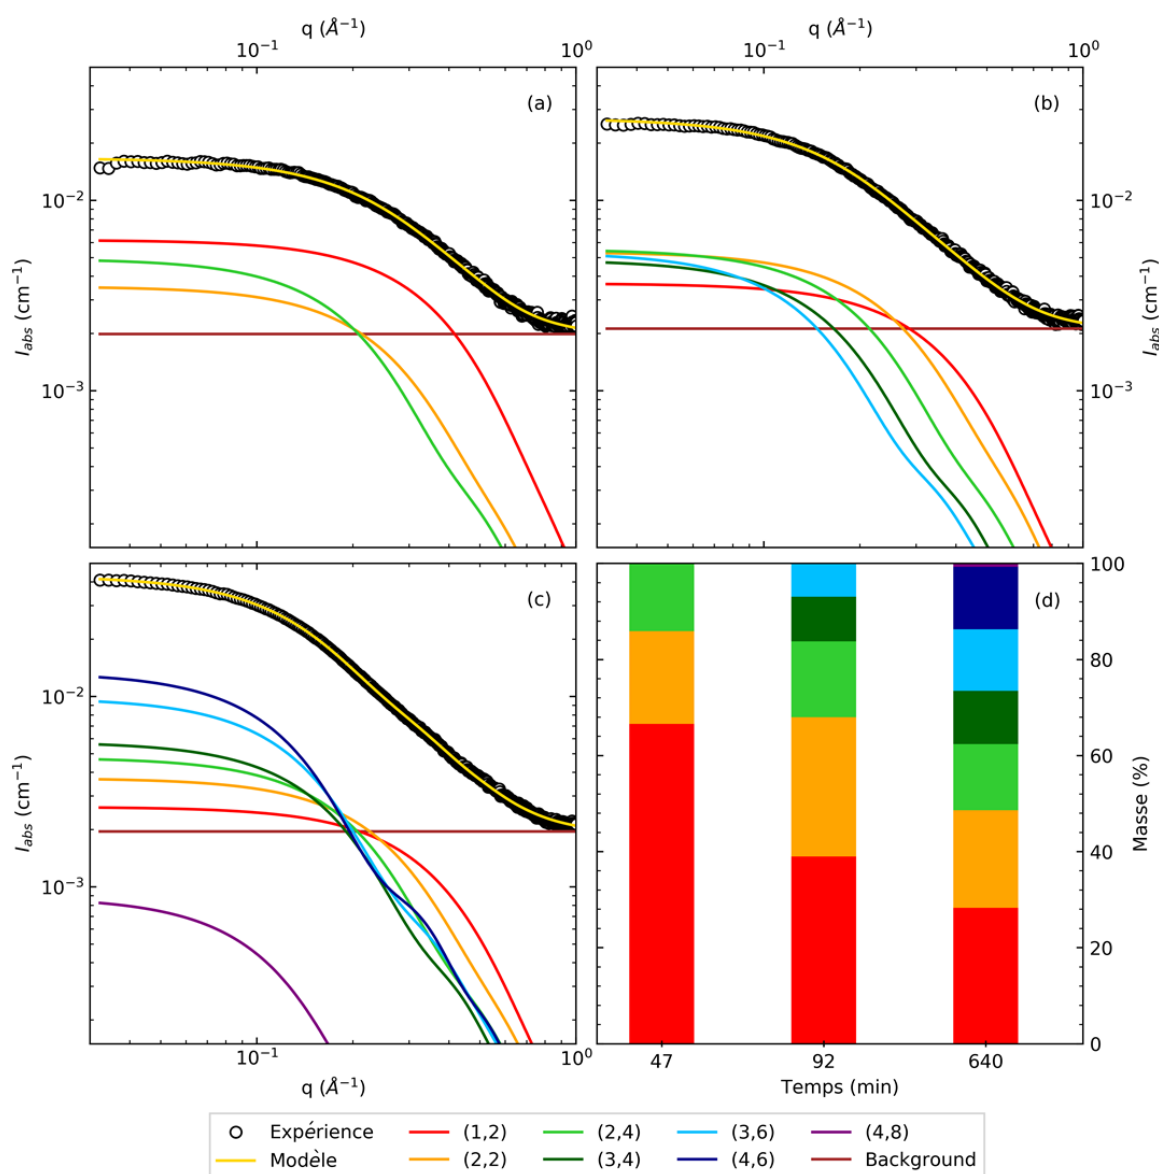 q (Å⁻¹)
q (Å⁻¹)
10⁻¹
10⁰
10⁻¹
10⁰
(a)
(b)
10⁻²
10⁻³
I_abs (cm⁻¹)
10⁻²
10⁻³
I_abs (cm⁻¹)
(c)
(d)
10⁻²
10⁻³
I_abs (cm⁻¹)
100
80
60
40
20
0
Masse (%)
10⁻¹
10⁰
47
92
640
q (Å⁻¹)
Temps (min)
Expérience
(1,2)
(2,4)
(3,6)
(4,8)
Modèle
(2,2)
(3,4)
(4,6)
Background